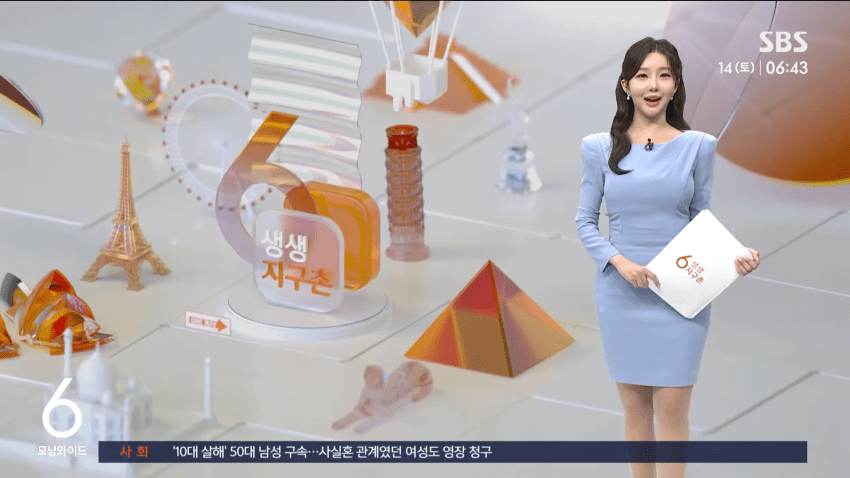 SBS
14(토) 06:43
6
생생
지구촌
6
생생
지구촌
6
모닝와이드
사 회 '10대 살해' 50대 남성 구속…사실혼 관계였던 여성도 영장 청구